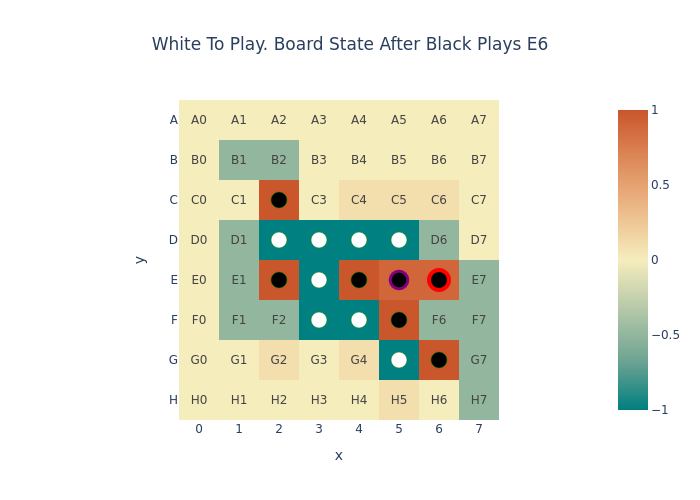 White To Play. Board State After Black Plays E6
A A0 A1 A2 A3 A4 A5 A6 A7
B B0 B1 B2 B3 B4 B5 B6 B7
C C0 C1 C3 C4 C5 C6 C7
D D0 D1 D6 D7
E E0 E1 E7
F F0 F1 F2 F6 F7
G G0 G1 G2 G3 G4 G7
H H0 H1 H2 H3 H4 H5 H6 H7
0 1 2 3 4 5 6 7
x
y
1
0.5
0
−0.5
−1